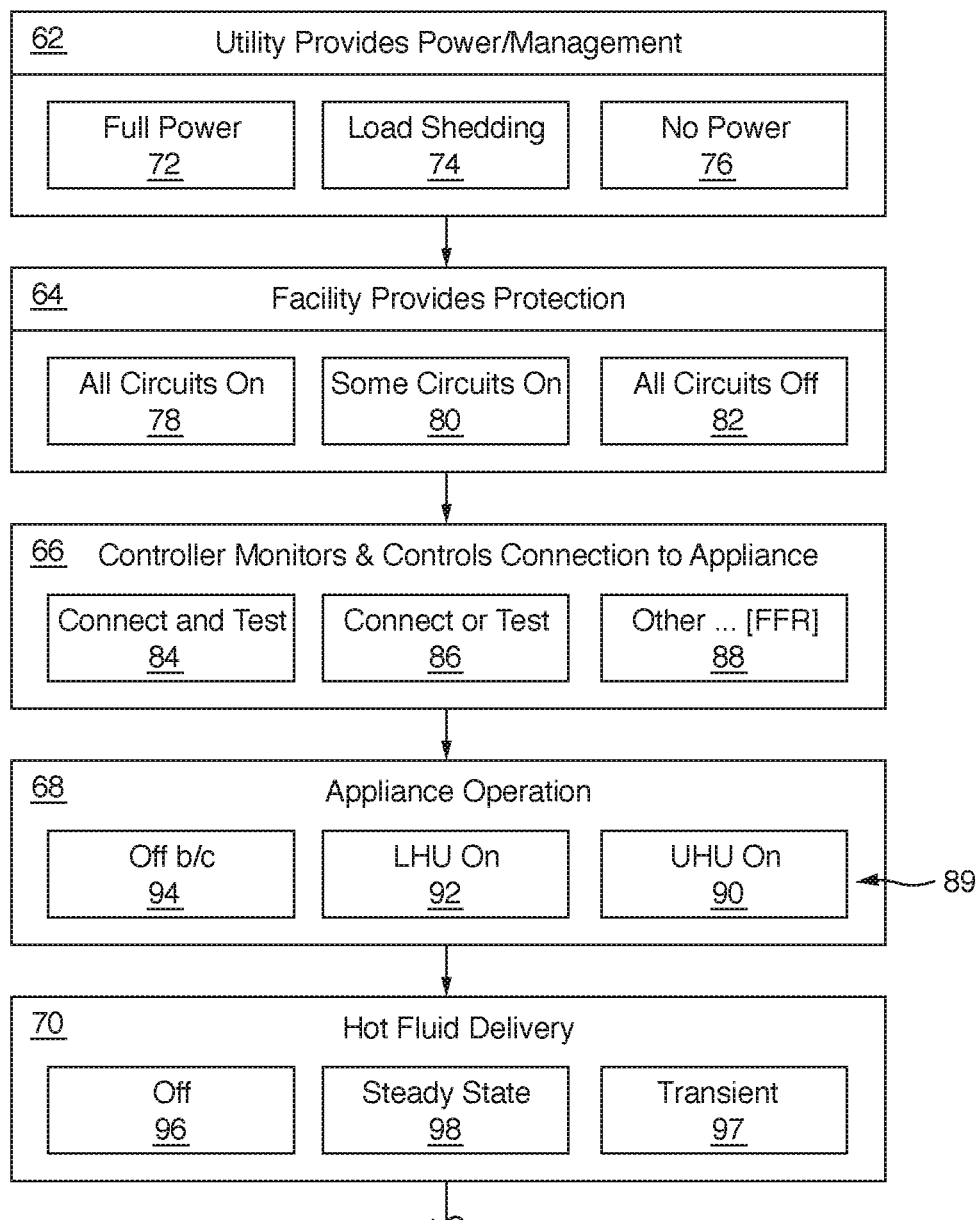 62 Utility Provides Power/Management
Full Power Load Shedding No Power
72 74 76
64 Facility Provides Protection
All Circuits On Some Circuits On All Circuits Off
78 80 82
66 Controller Monitors & Controls Connection to Appliance
Connect and Test Connect or Test Other ... [FFR]
84 86 88
68 Appliance Operation
Off b/c LHU On UHU On
94 92 90
89
70 Hot Fluid Delivery
Off Steady State Transient
96 98 97